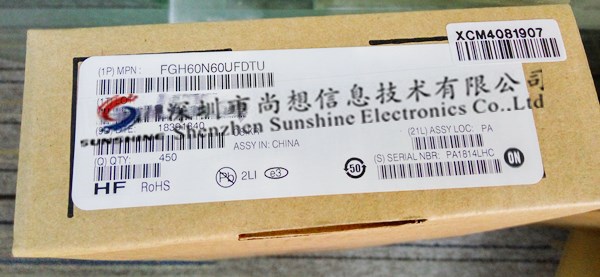 XCM4081907
(1P) MPN: FGH60N60UFDTU
深圳市尚想信息技术有限公司
SUNSHINE Shenzhen Sunshine Electronics Co..Ltd
ASSY IN: CHINA
(21L) ASSY LOC: PA
(Q) QTY: 450
(S) SERIAL NBR: PA1814LHC
ON
HF RoHS
Pb 2LI e3
50